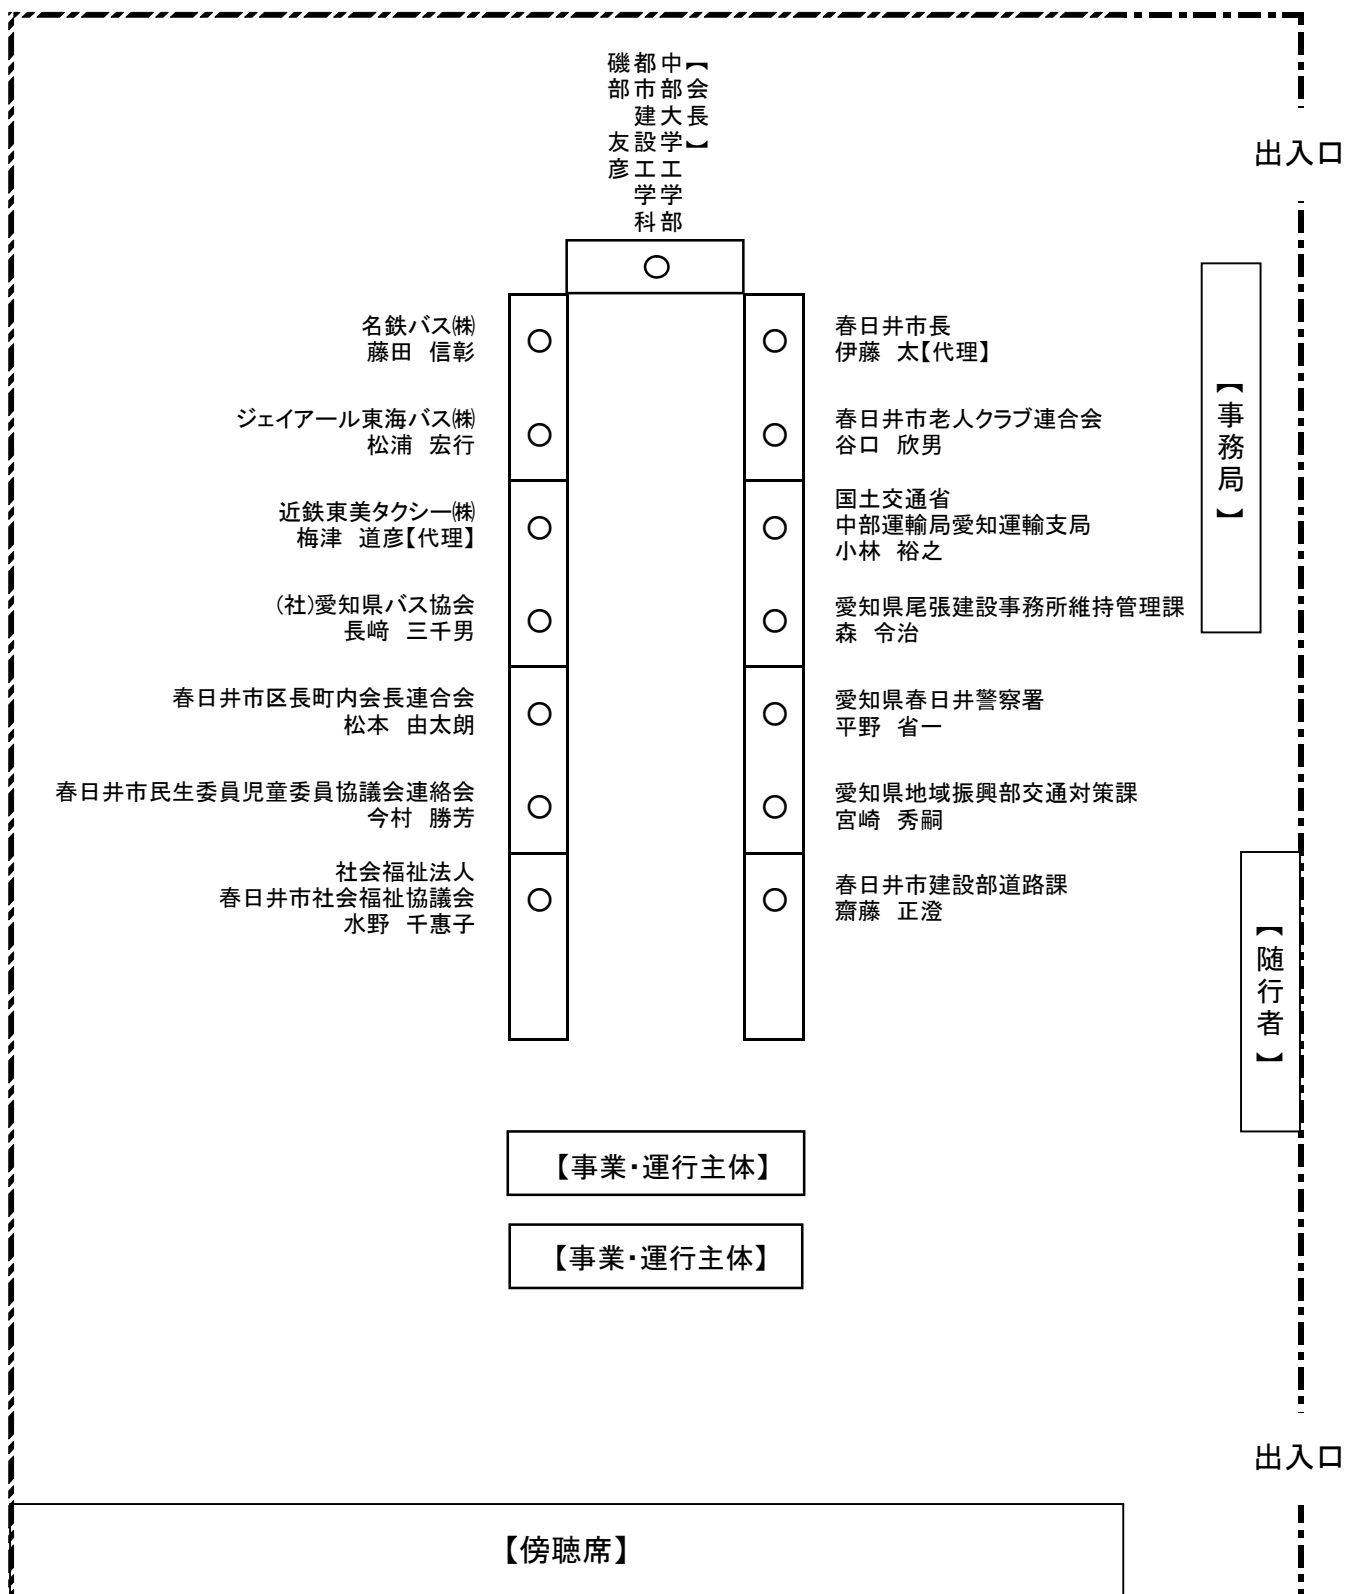 【会長】
中部大学工学部
都市建設工学科
磯部　友彦
出入口
名鉄バス㈱
藤田　信彰
ジェイアール東海バス㈱
松浦　宏行
近鉄東美タクシー㈱
梅津　道彦【代理】
(社)愛知県バス協会
長﨑　三千男
春日井市区長町内会長連合会
松本　由太朗
春日井市民生委員児童委員協議会連絡会
今村　勝芳
社会福祉法人
春日井市社会福祉協議会
水野　千惠子
春日井市長
伊藤　太【代理】
春日井市老人クラブ連合会
谷口　欣男
国土交通省
中部運輸局愛知運輸支局
小林　裕之
愛知県尾張建設事務所維持管理課
森　令治
愛知県春日井警察署
平野　省一
愛知県地域振興部交通対策課
宮崎　秀嗣
春日井市建設部道路課
齋藤　正澄
【事務局】
【随行者】
【事業・運行主体】
【事業・運行主体】
出入口
【傍聴席】